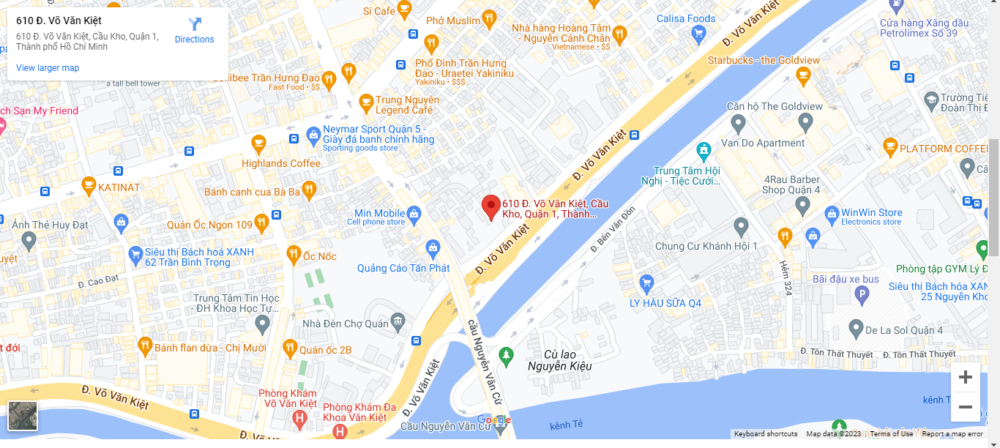 610 Đ. Võ Văn Kiệt
610 Đ. Võ Văn Kiệt, Cầu Kho, Quận 1,
Thành phố Hồ Chí Minh
Directions
View larger map
Si Cafe
Phở Muslim
Nhà hàng Hoàng Tâm
- Nguyễn Cảnh Chân
Vietnamese • $$
Calisa Foods
Đ. Võ Văn Kiệt
Cửa hàng Xăng dầu
Petrolimex Số 39
Starbucks - the Goldview
Phố Đình Trần Hưng
Đạo - Uraetei Yakiniku
Yakiniku • $$$
Jollibee Trần Hưng Đạo
Fast Food • $$
a tall bell tower
Trung Nguyên
Legend Café
Trường Tiể
Đoàn Thị Đ
ch Sạn My Friend
Căn hộ The Goldview
Neymar Sport Quận 5 -
Giày đá banh chính hãng
Sporting goods store
Đ. Võ Văn Kiệt
Van Do Apartment
PLATFORM COFFEE
Highlands Coffee
Trung Tâm Hội
Nghị - Tiệc Cưới...
4Rau Barber
Shop Quận 4
KATINAT
Bánh canh cua Bà Ba
610 Đ. Võ Văn Kiệt, Cầu
Kho, Quận 1, Thành...
Min Mobile
Cell phone store
WinWin Store
Electronics store
Ảnh Thẻ Huy Đạt
Quán Ốc Ngon 109
Đ. Võ Văn Kiệt
Đ. Bến Vân Đồn
Chung Cư Khánh Hội 1
Siêu thị Bách hoá XANH
62 Trần Bình Trọng
Ốc Nốc
Quảng Cáo Tấn Phát
Phòng tập GYM Lý Đ
Đ. Cao Đạt
Hẻm 324
Bãi đậu xe bus
Siêu thị Bách hóa XAN
25 Nguyễn Kho
Trung Tâm Tin Học
- ĐH Khoa Học Tự...
LÝ HÀU SỮA Q4
P
Nhà Đèn Chợ Quán
cầu Nguyễn Văn Cừ
De La Sol Quận 4
t đới
Bánh flan dừa - Chị Mười
Quán ốc 2B
Cù lao
Nguyễn Kiệu
Đ. Tôn Thất Thuyết
Đ. Tôn Thất Thuyết
Đ. Võ Văn Kiệt
Đ. Võ Văn Kiệt
Phòng Khám
Võ Văn Kiệt
H
Phòng Khám Đa
Khoa Văn Kiệt
H
kênh T
kênh Tẻ
Cầu Nguyễn Văn Cừ
Google
Đ. Võ Văn Kiệt
Keyboard shortcuts
Map data ©2023
Terms of Use
Report a map error